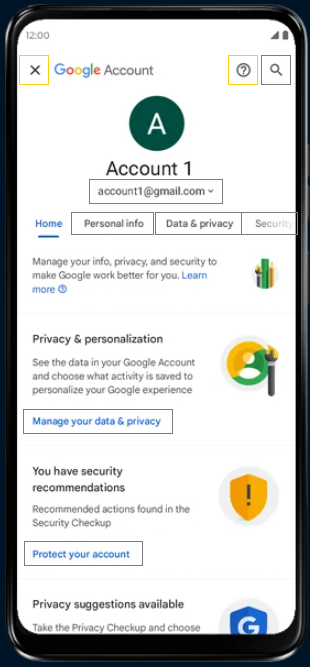 12:00
Google Account
A
Account 1
account1@gmail.com
Home Personal info Data & privacy Security
Manage your info, privacy, and security to
make Google work better for you. Learn
more
Privacy & personalization
See the data in your Google Account
and choose what activity is saved to
personalize your Google experience
Manage your data & privacy
You have security
recommendations
Recommended actions found in the
Security Checkup
Protect your account
Privacy suggestions available
Take the Privacy Checkup and choose
G